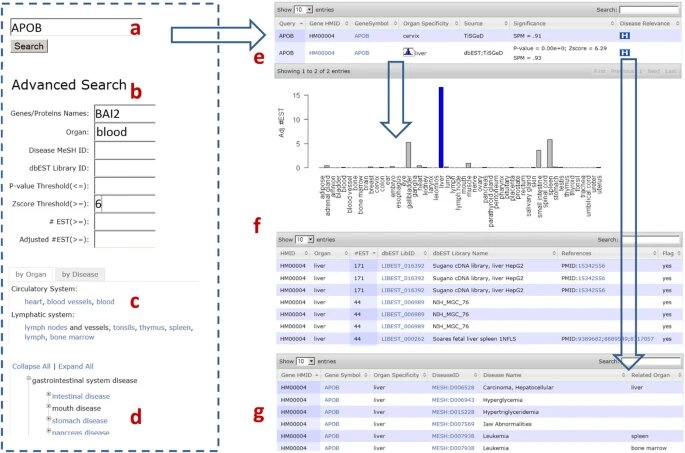 APOB
a
Search
Advanced Search
b
Genes/Proteins Names: BAI2
Organ: blood
Disease MeSH ID:
dbEST Library ID:
P-value Threshold(<=):
Zscore Threshold(>=): 6
# EST(>=):
Adjusted #EST(>=):
by Organ by Disease
Circulatory System:
c
heart, blood vessels, blood
Lymphatic system:
lymph nodes and vessels, tonsils, thymus, spleen,
lymph, bone marrow
Collapse All | Expand All
gastrointestinal system disease
intestinal disease
mouth disease
d
stomach disease
pancreas disease
e
Show 10 entries Search:
Query Gene HMID GeneSymbol Organ Specificity Source Significance Disease Relevance
APOB HM00004 APOB cervix TiSGeD SPM = .91 H
APOB HM00004 APOB liver dbEST;TiSGeD P-value = 0.00e+0; Zscore = 6.29 H
SPM = .93
Showing 1 to 2 of 2 entries First Previous 1 Next Last
Adj #EST
15
10
5
0
adipose
adrenal gland
blood
blood vessel
bone
bone marrow
brain
cervix
colon
ear
embryo
esophagus
eye
gallbladder
ganglia
kidney
larynx
liver
lung
lymph
lymph node
mouth
muscle
nerve
ovary
pancreas
parathyroid gland
pituitary
placenta
prostate
rectum
salivary gland
skin
small intestine
spinal cord
spleen
stomach
testis
thymus
thyroid
umbilical cord
uterus
f
Show 10 entries Search:
HMID Organ #EST dbEST LibID dbEST Library Name References Flag
HM00004 liver 171 LIBEST_016392 Sugano cDNA library, liver HepG2 PMID:15342556 yes
HM00004 liver 171 LIBEST_016392 Sugano cDNA library, liver HepG2 PMID:15342556 yes
HM00004 liver 171 LIBEST_016392 Sugano cDNA library, liver HepG2 PMID:15342556 yes
HM00004 liver 44 LIBEST_006989 NIH_MGC_76 yes
HM00004 liver 44 LIBEST_006989 NIH_MGC_76 yes
HM00004 liver 44 LIBEST_006989 NIH_MGC_76 yes
HM00004 liver 44 LIBEST_000262 Soares fetal liver spleen 1NFLS yes
g
Show 10 entries Search:
Gene HMID Gene Symbol Organ Specificity DiseaseID Disease Name Related Organ
HM00004 APOB liver MESH:D006528 Carcinoma, Hepatocellular liver
HM00004 APOB liver MESH:D006943 Hyperglycemia
HM00004 APOB liver MESH:D015228 Hypertriglyceridemia
HM00004 APOB liver MESH:D007569 Jaw Abnormalities
HM00004 APOB liver MESH:D007938 Leukemia spleen
HM00004 APOB liver MESH:D007938 Leukemia bone marrow